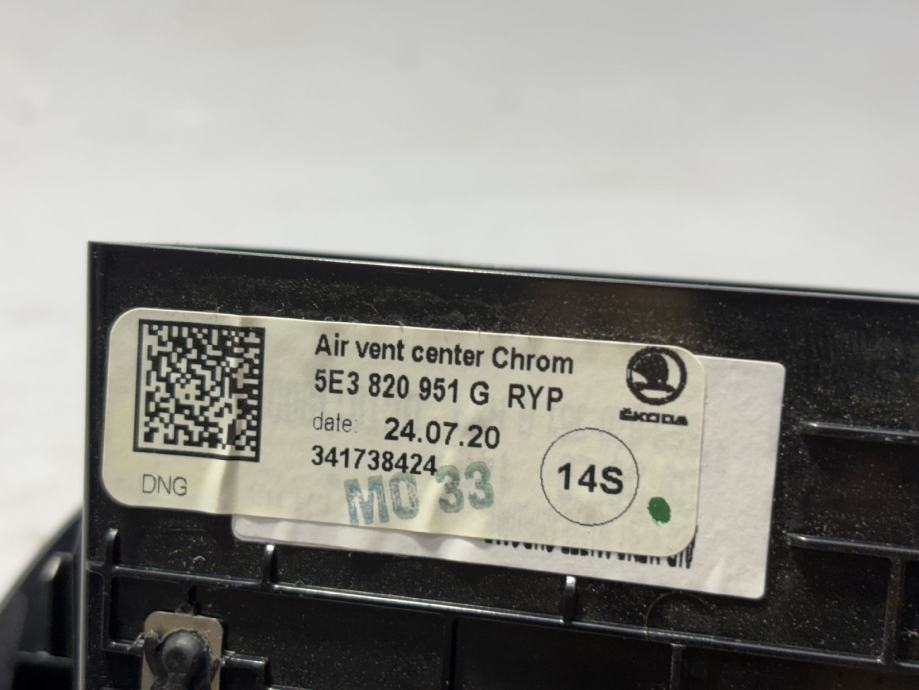 Air vent center Chrom
5E3 820 951 G RYP
ŠKODA
date: 24.07.20
341738424
14S
DNG
MO 33